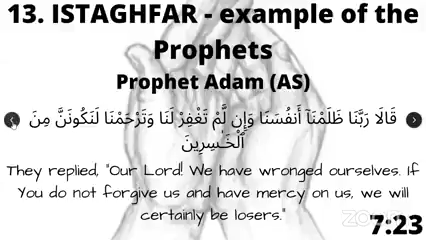 13. ISTAGHFAR - example of the
Prophets
Prophet Adam (AS)
قَالَا رَبَّنَا ظَلَمْنَآ أَنفُسَنَا وَإِن لَّمْ تَغْفِرْ لَنَا وَتَرْحَمْنَا لَنَكُونَنَّ مِنَ
ٱلْخَـٰسِرِينَ
They replied, "Our Lord! We have wronged ourselves. If
You do not forgive us and have mercy on us, we will
certainly be losers."
7:23